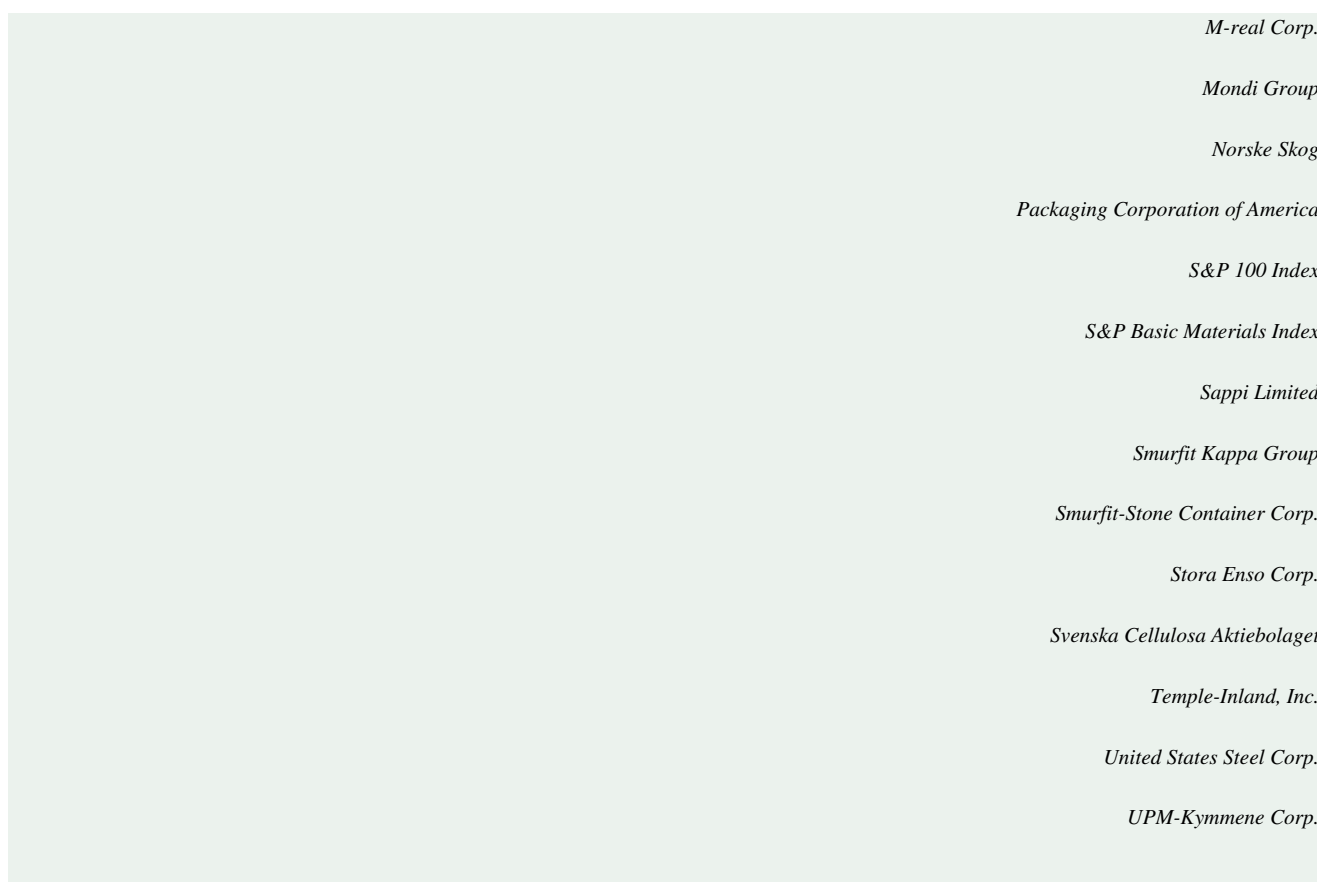 M-real Corp.
Mondi Group
Norske Skog
Packaging Corporation of America
S&P 100 Index
S&P Basic Materials Index
Sappi Limited
Smurfit Kappa Group
Smurfit-Stone Container Corp.
Stora Enso Corp.
Svenska Cellulosa Aktiebolaget
Temple-Inland, Inc.
United States Steel Corp.
UPM-Kymmene Corp.